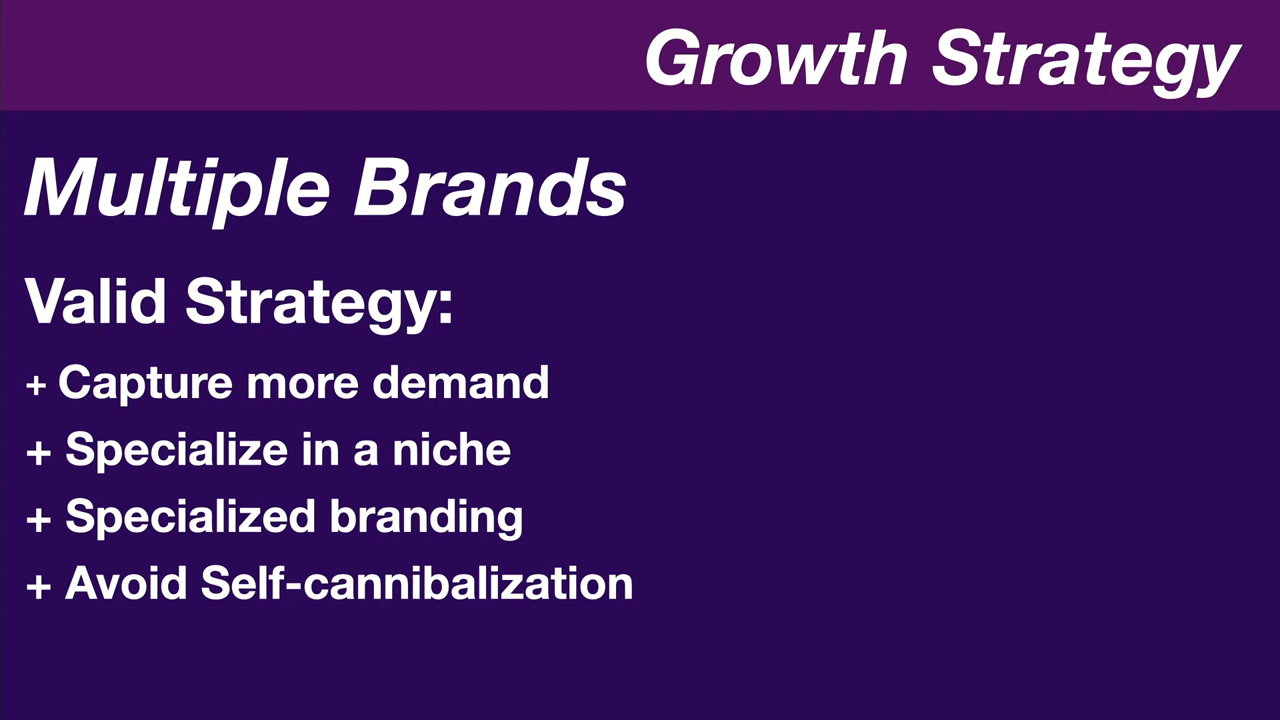 Growth Strategy
Multiple Brands
Valid Strategy:
+ Capture more demand
+ Specialize in a niche
+ Specialized branding
+ Avoid Self-cannibalization